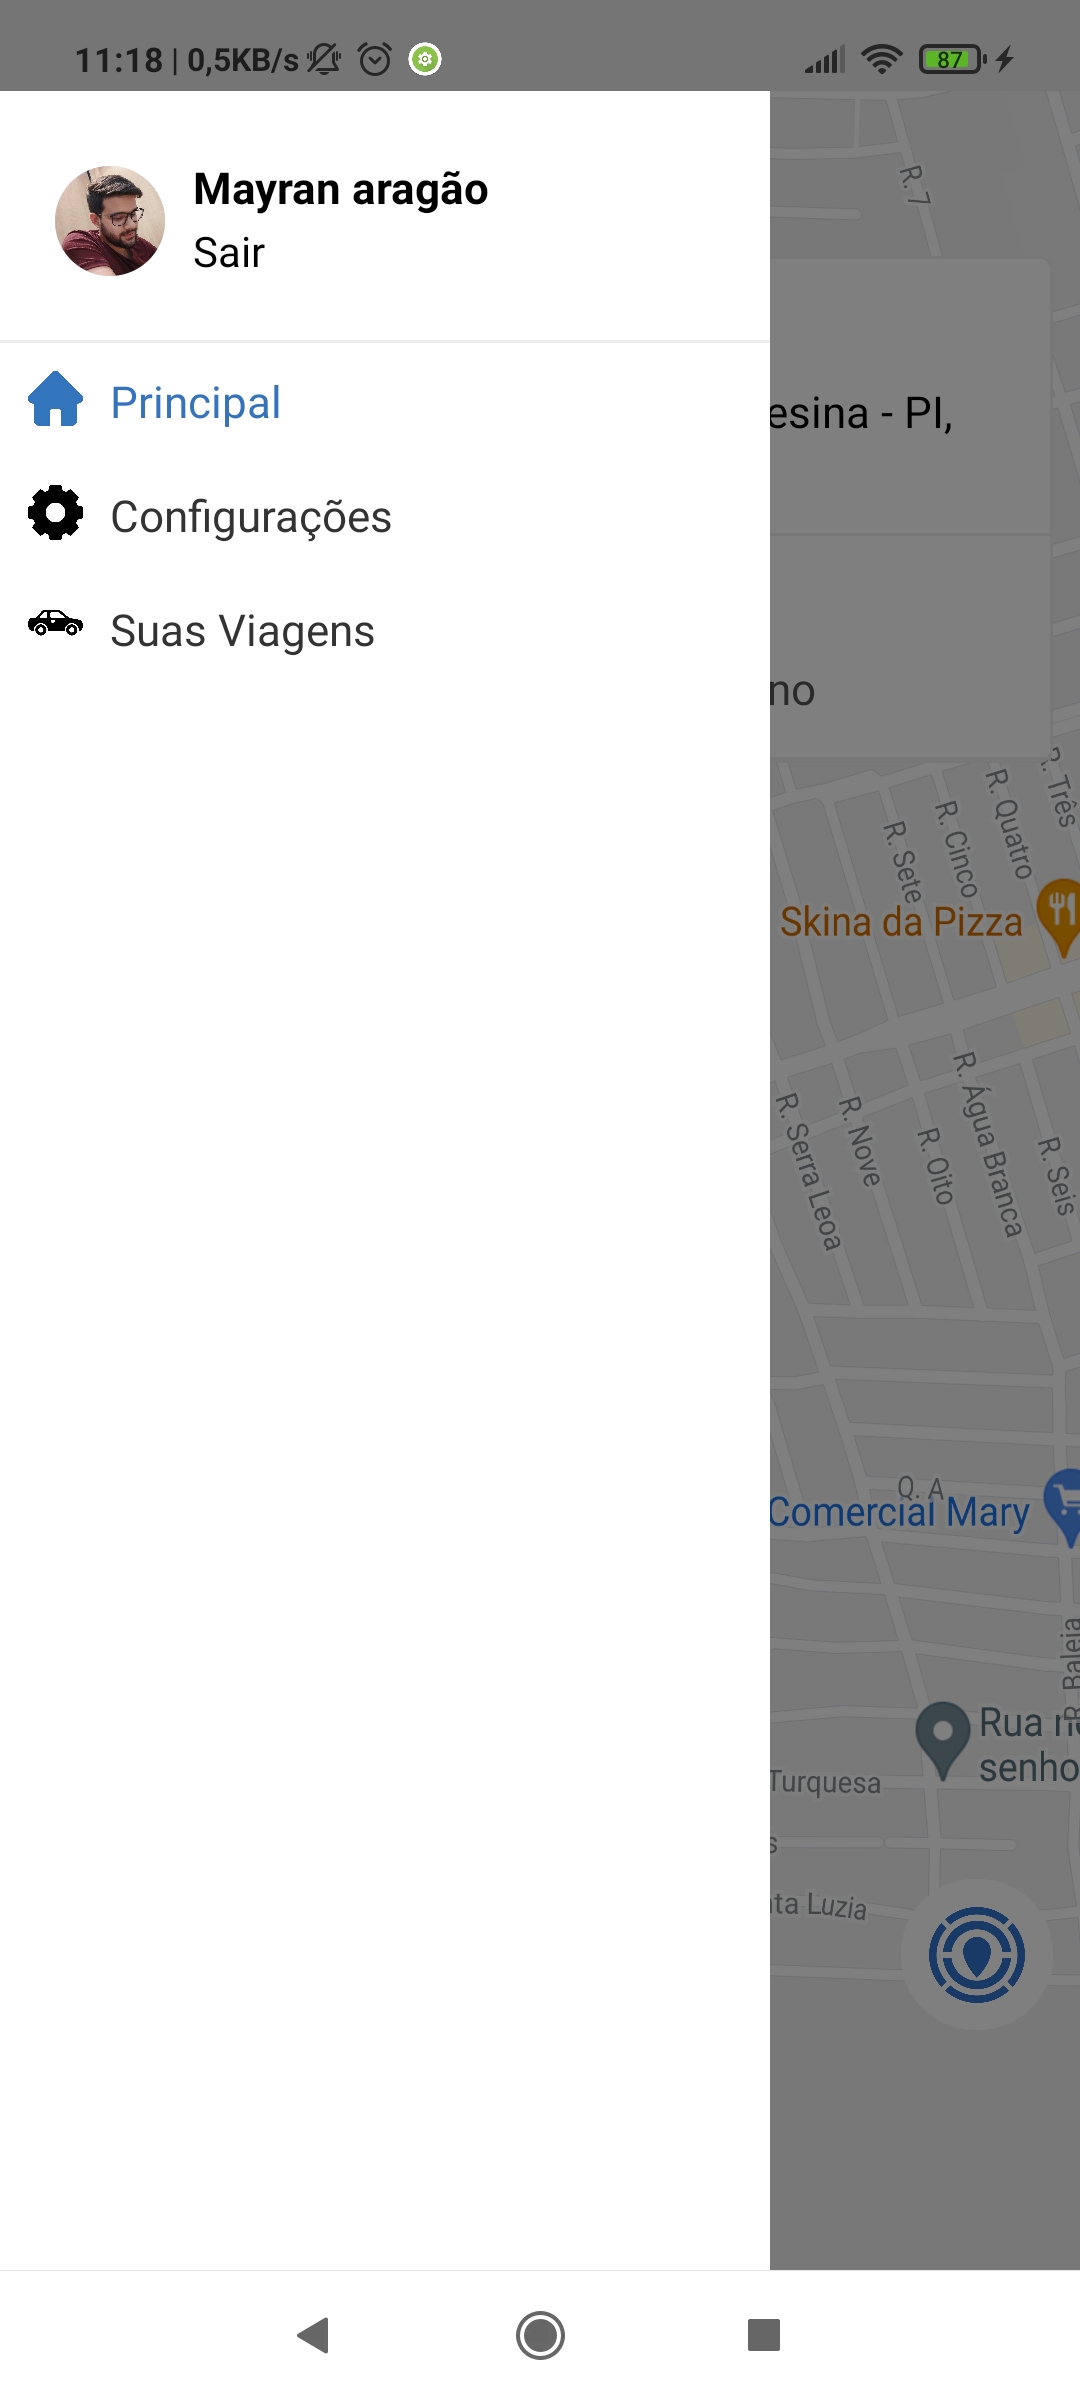 11:18 | 0,5KB/s
87
Mayran aragão
Sair
Principal
Configurações
Suas Viagens
R. 7
esina - PI,
no
R. Três
R. Quatro
R. Cinco
R. Sete
Skina da Pizza
R. Água Branca
R. Serra Leoa
R. Nove
R. Oito
R. Seis
Q. A
Comercial Mary
R. Baleia
Rua n
senho
Turquesa
s
ta Luzia